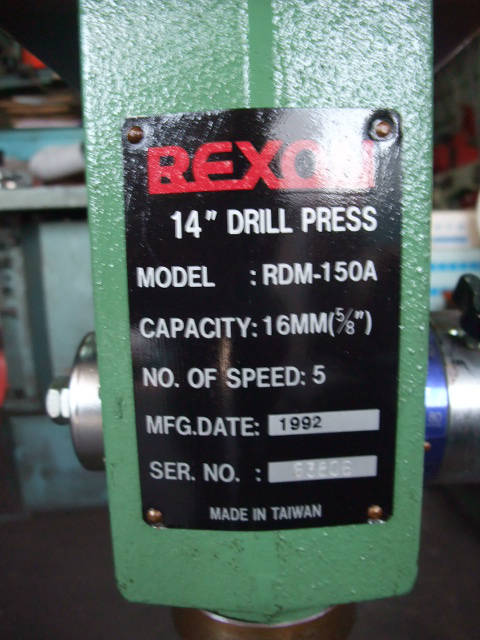 REXON
14" DRILL PRESS
MODEL : RDM-150A
CAPACITY: 16MM(5/8")
NO. OF SPEED: 5
MFG.DATE: 1992
SER. NO. :
MADE IN TAIWAN